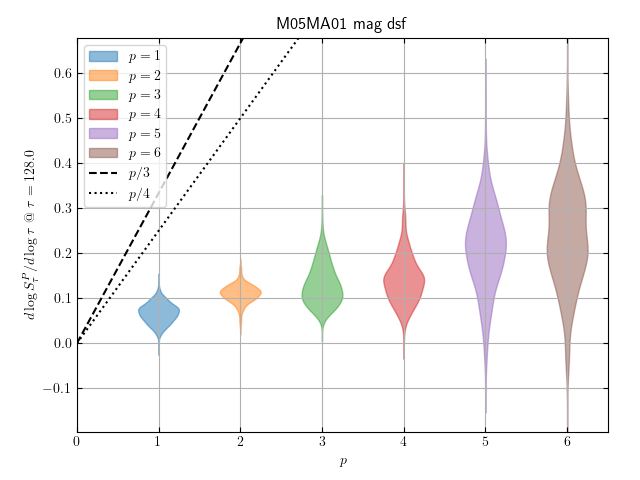 M05MA01 mag dsf
d log S_τ^p / d log τ @ τ = 128.0
0.6
0.5
0.4
0.3
0.2
0.1
0.0
−0.1
p = 1
p = 2
p = 3
p = 4
p = 5
p = 6
p/3
p/4
0 1 2 3 4 5 6
p